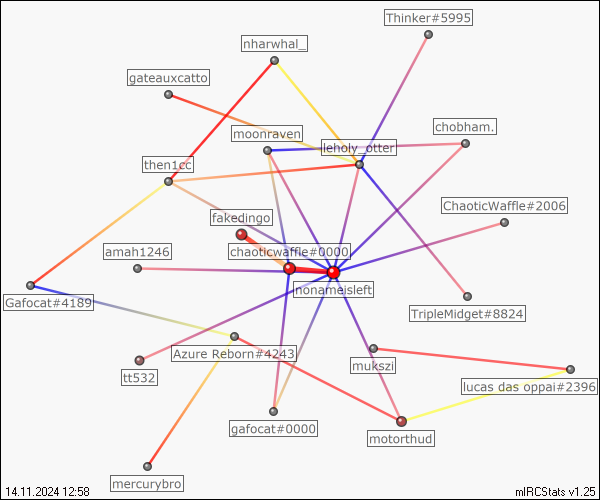 Thinker#5995
nharwhal_
gateauxcatto
moonraven
chobham.
leholy_otter
then1cc
ChaoticWaffle#2006
fakedingo
amah1246
chaoticwaffle#0000
nonameisleft
Gafocat#4189
TripleMidget#8824
Azure Reborn#4243
mukszi
tt532
lucas das oppai#2396
gafocat#0000
motorthud
mercurybro
14.11.2024 12:58
mIRCStats v1.25